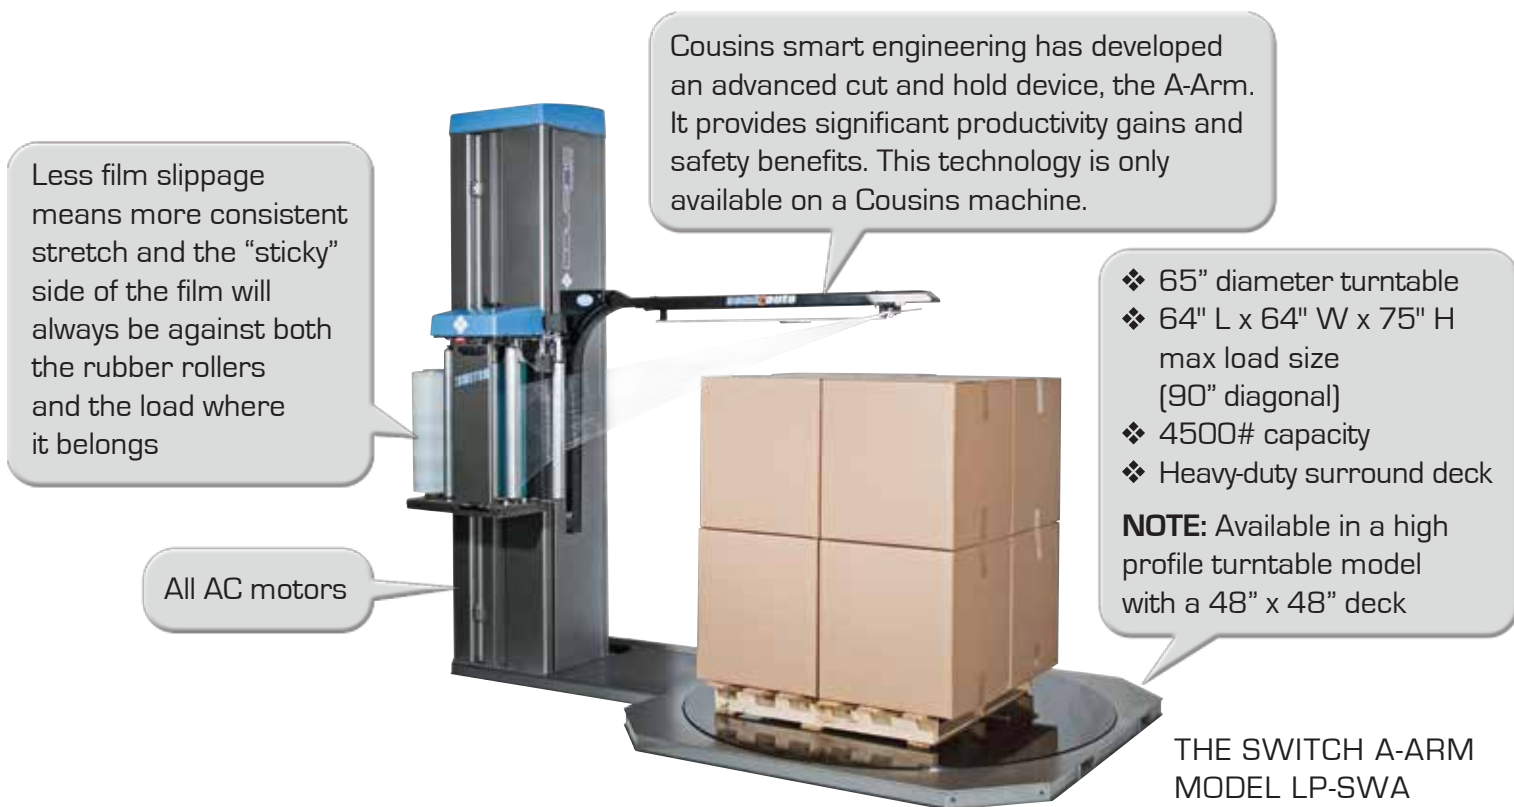 Cousins smart engineering has developed
an advanced cut and hold device, the A-Arm.
It provides significant productivity gains and
safety benefits. This technology is only
available on a Cousins machine.
Less film slippage
means more consistent
stretch and the “sticky”
side of the film will
always be against both
the rubber rollers
and the load where
it belongs
❖ 65” diameter turntable
❖ 64" L x 64" W x 75" H
max load size
(90” diagonal)
❖ 4500# capacity
❖ Heavy-duty surround deck
NOTE: Available in a high
profile turntable model
with a 48” x 48” deck
All AC motors
SWITCH
THE SWITCH A-ARM
MODEL LP-SWA